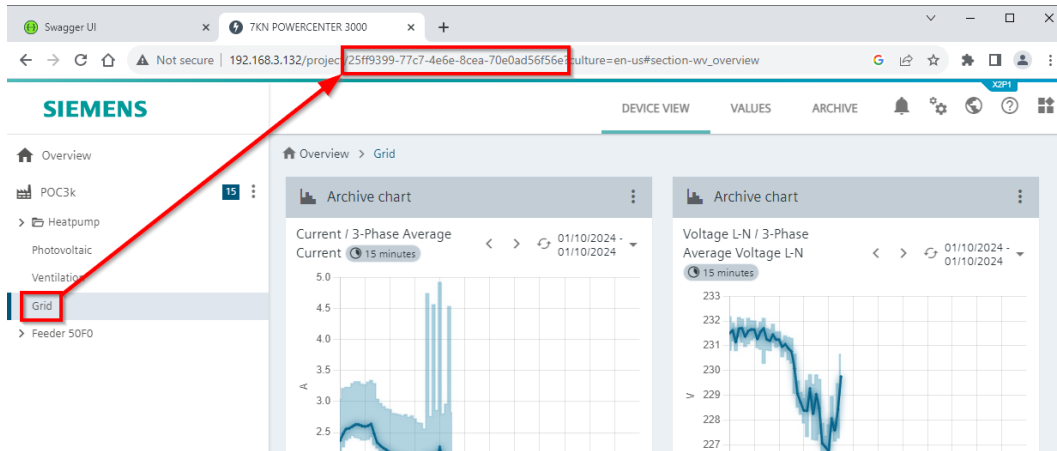 Swagger UI
7KN POWERCENTER 3000
Not secure | 192.168.3.132/project/25ff9399-77c7-4e6e-8cea-70e0ad56f56e?culture=en-us#section-wv_overview
SIEMENS
DEVICE VIEW VALUES ARCHIVE
X2P1
Overview
POC3k 15
Heatpump
Photovoltaic
Ventilation
Grid
Feeder 50F0
Overview > Grid
Archive chart
Current / 3-Phase Average
Current 15 minutes
01/10/2024 -
01/10/2024
5.0
4.5
4.0
3.5
3.0
2.5
A
Archive chart
Voltage L-N / 3-Phase
Average Voltage L-N
15 minutes
01/10/2024 -
01/10/2024
233
232
231
230
229
228
227
V